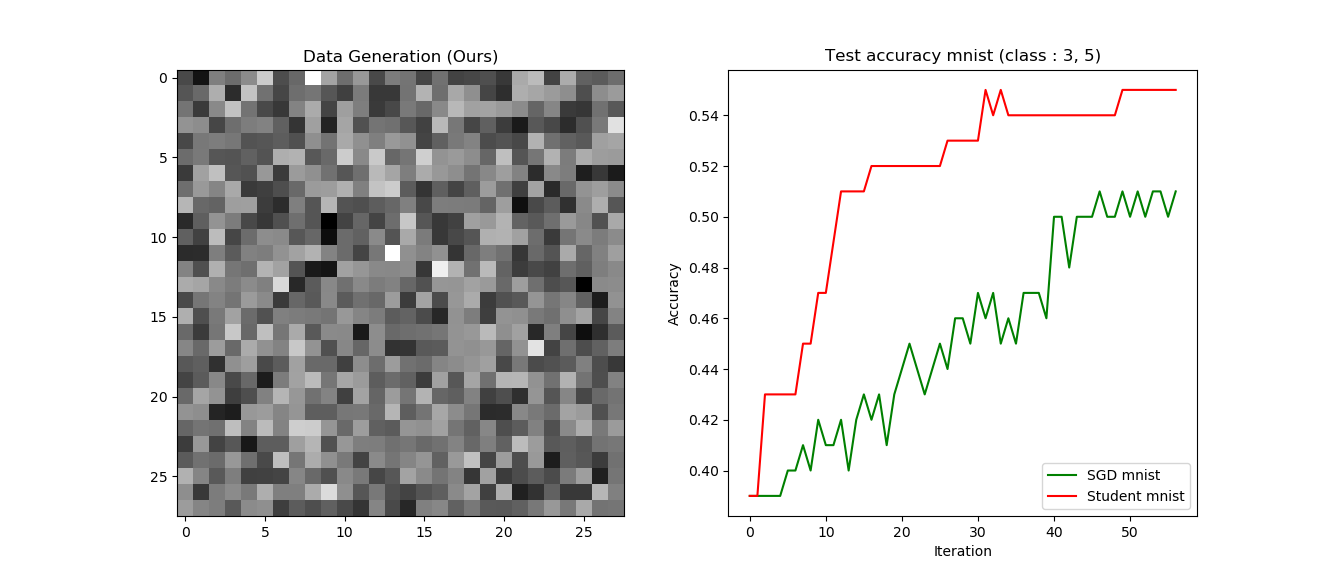 Data Generation (Ours)
0
5
10
15
20
25
0 5 10 15 20 25
Test accuracy mnist (class : 3, 5)
Accuracy
0.54
0.52
0.50
0.48
0.46
0.44
0.42
0.40
SGD mnist
Student mnist
0 10 20 30 40 50
Iteration